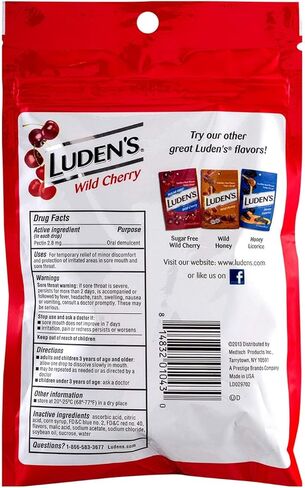 LUDEN'S®
Wild Cherry
Try our other
great Luden's® flavors!
LUDEN'S
LUDEN'S
LUDEN'S
Sugar Free
Wild Cherry
Wild
Honey
Honey
Licorice
Visit our website: www.ludens.com
or like us on f
Drug Facts
Active ingredient Purpose
(in each drop)
Pectin 2.8 mg Oral demulcent
Uses For temporary relief of minor discomfort
and protection of irritated areas in sore mouth and
sore throat.
Warnings
Sore throat warning: if sore throat is severe,
persists for more than 2 days, is accompanied or
followed by fever, headache, rash, swelling, nausea
or vomiting, consult a doctor promptly. These may
be serious.
Stop use and ask a doctor if:
■ sore mouth does not improve in 7 days
■ irritation, pain or redness persists or worsens
Keep out of reach of children
Directions
■ adults and children 3 years of age and older:
allow one drop to dissolve slowly in mouth.
■ may be repeated as needed or as directed by a
doctor
■ children under 3 years of age: ask a doctor
Other information
■ store at 20°-25°C (68°-77°F) in a dry place
Inactive ingredients ascorbic acid, citric
acid, corn syrup, FD&C blue no. 2, FD&C red no. 40,
flavors, malic acid, sodium ascorbate, sodium chloride,
soybean oil, sucrose, water
Questions? 1-866-583-3677 Ludens.com
©2013 Distributed by
Medtech Products Inc.
Tarrytown, NY 10591
A Prestige Brands Company
Made in USA
LD029702